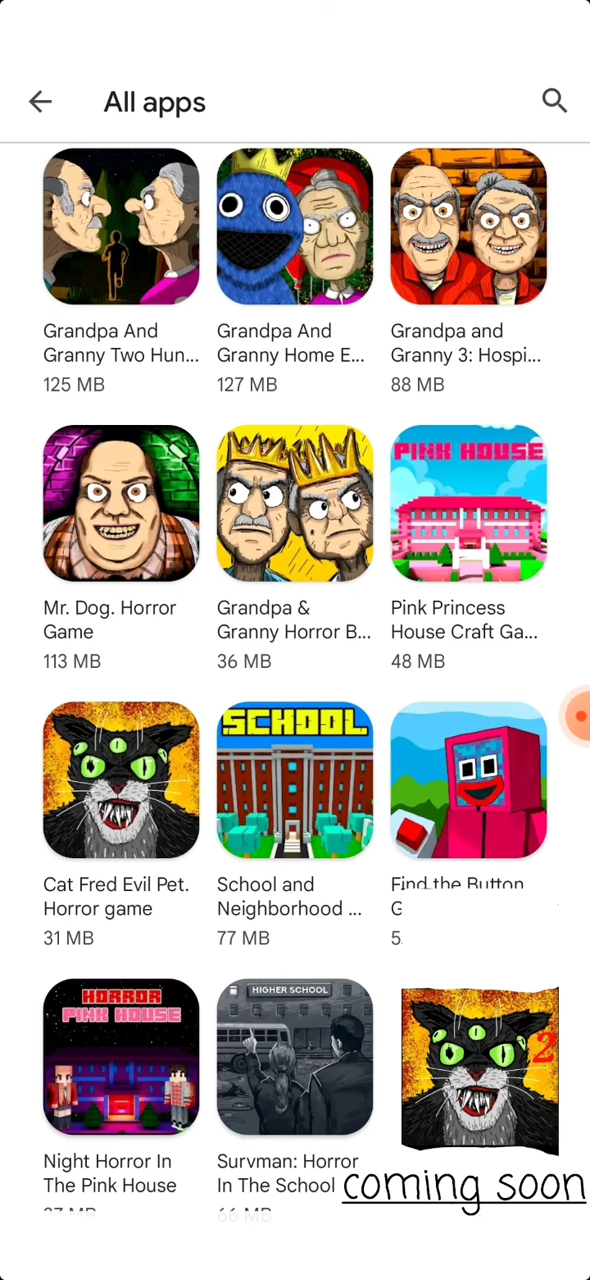 All apps
Grandpa And
Granny Two Hun...
125 MB
Grandpa And
Granny Home E...
127 MB
Grandpa and
Granny 3: Hospi...
88 MB
PINK HOUSE
Mr. Dog. Horror
Game
113 MB
Grandpa &
Granny Horror B...
36 MB
Pink Princess
House Craft Ga...
48 MB
SCHOOL
Cat Fred Evil Pet.
Horror game
31 MB
School and
Neighborhood ...
77 MB
Find the Button
G
5
HORROR
PINK HOUSE
HIGHER SCHOOL
2
Night Horror In
The Pink House
Survman: Horror
In The School
66 MB
coming soon